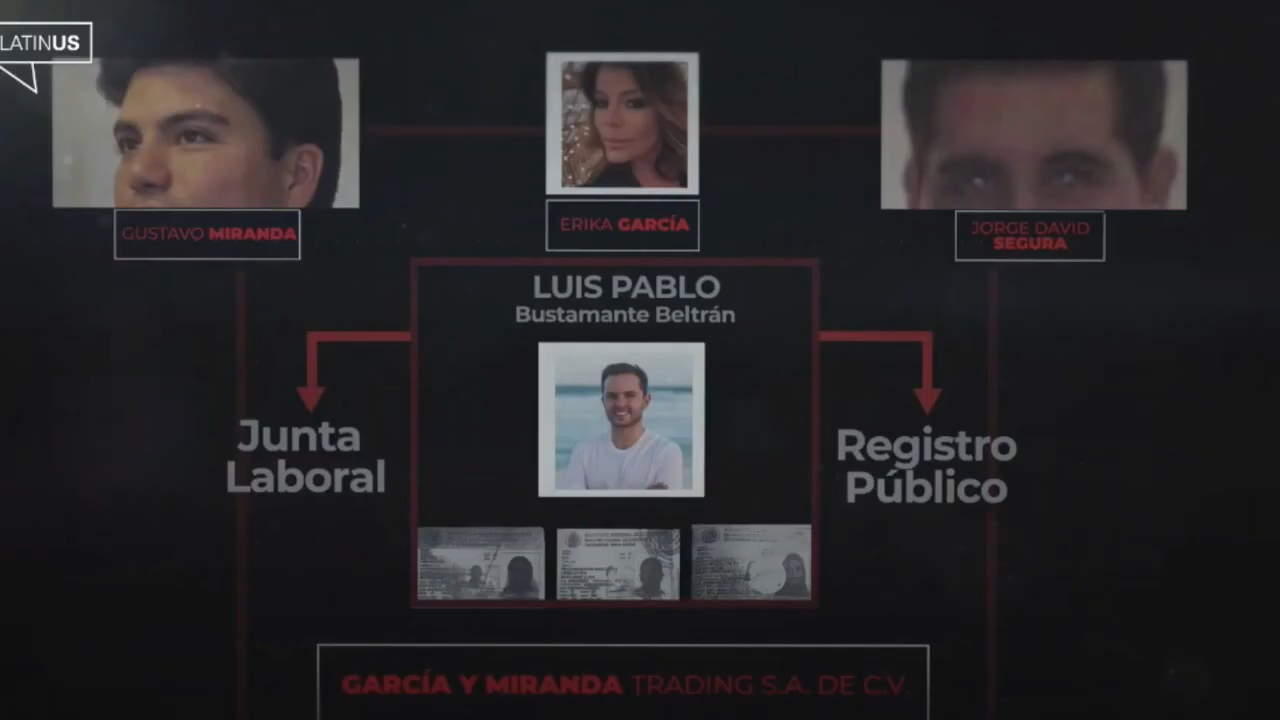 LATINUS
GUSTAVO MIRANDA
ERIKA GARCÍA
JORGE DAVID
SEGURA
LUIS PABLO
Bustamante Beltrán
Junta
Laboral
Registro
Público
GARCÍA Y MIRANDA TRADING S.A. DE C.V.